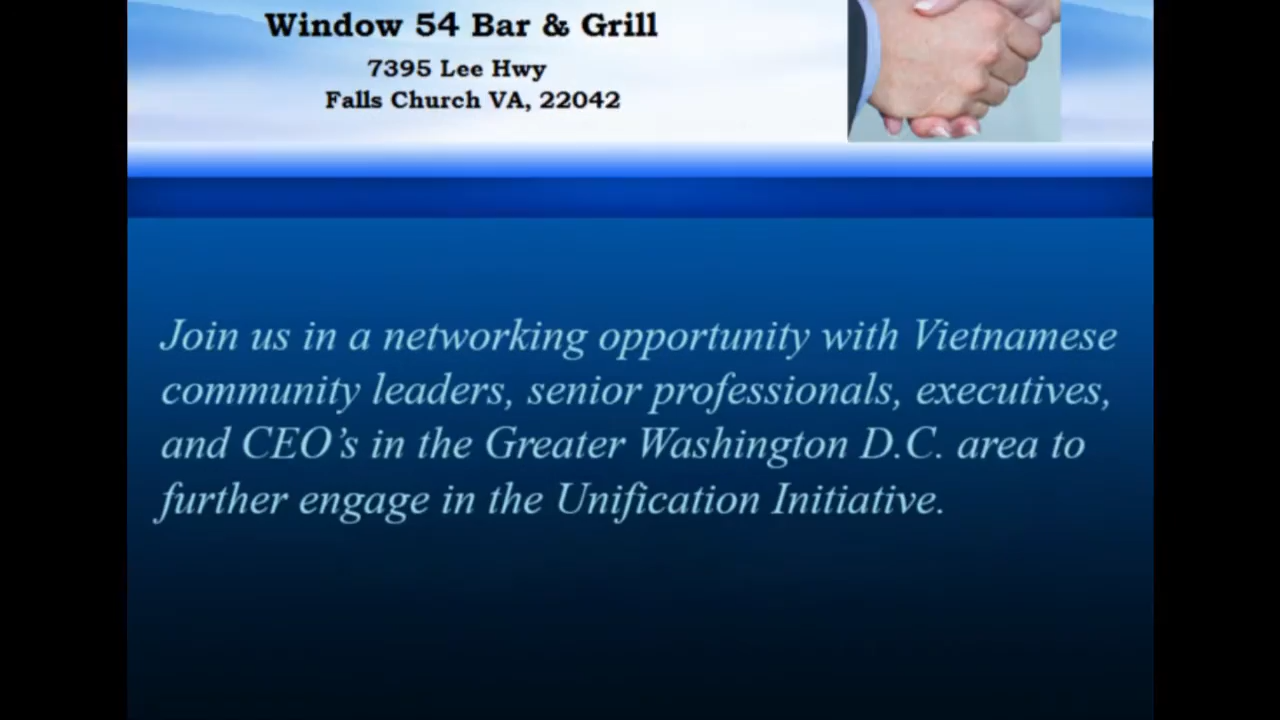 Window 54 Bar & Grill
7395 Lee Hwy
Falls Church VA, 22042
Join us in a networking opportunity with Vietnamese
community leaders, senior professionals, executives,
and CEO’s in the Greater Washington D.C. area to
further engage in the Unification Initiative.